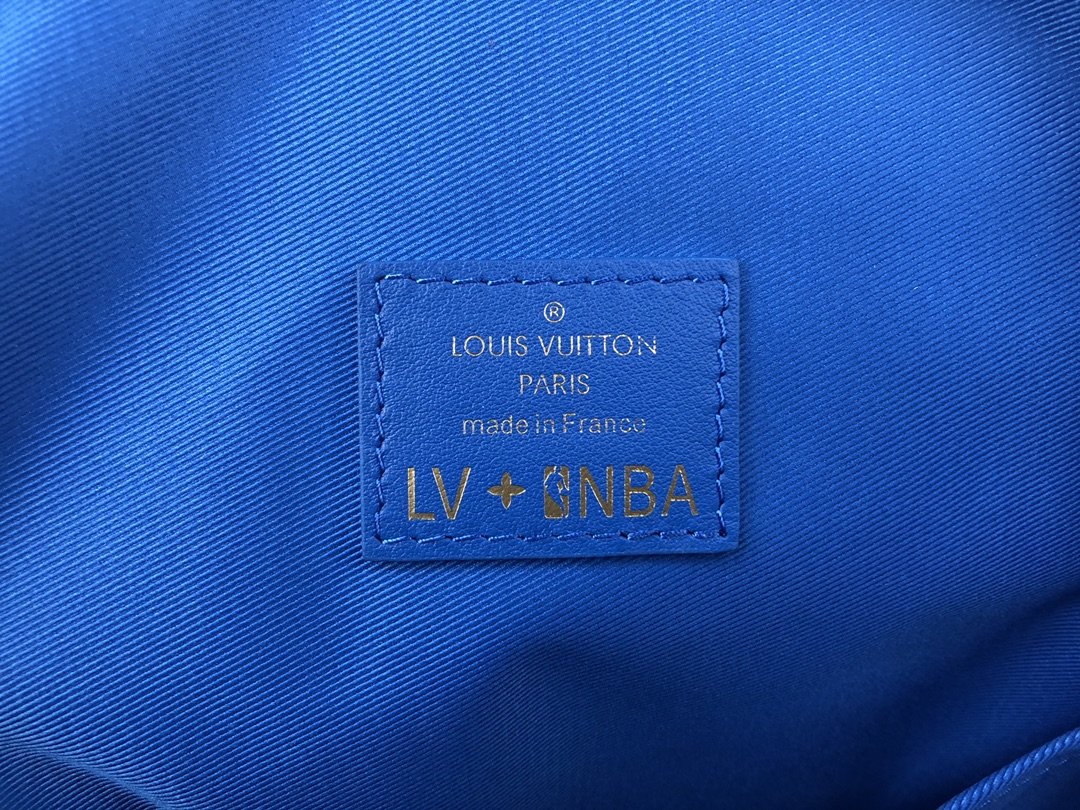 ®
LOUIS VUITTON
PARIS
made in France
LV + NBA